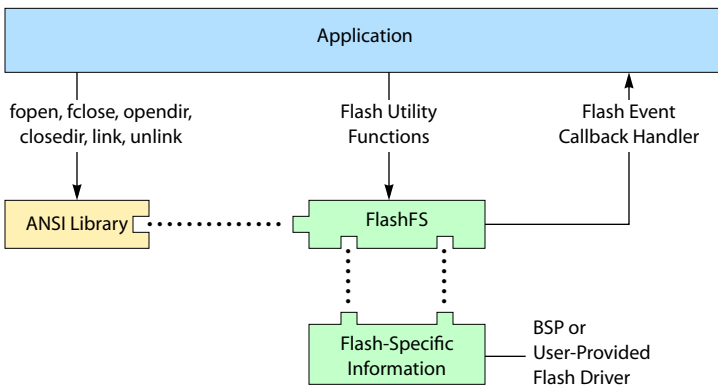 Application
fopen, fclose, opendir,
closedir, link, unlink
Flash Utility
Functions
Flash Event
Callback Handler
ANSI Library
FlashFS
Flash-Specific
Information
BSP or
User-Provided
Flash Driver